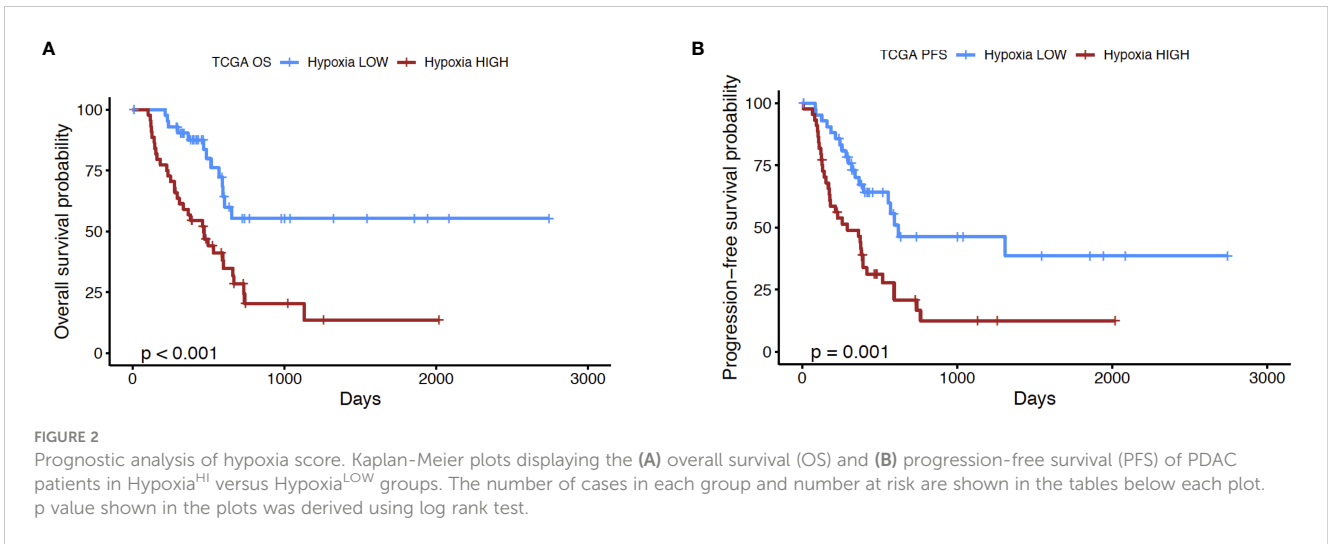 A
TCGA OS Hypoxia LOW Hypoxia HIGH
Overall survival probability
100
75
50
25
0
p < 0.001
0 1000 2000 3000
Days
B
TCGA PFS Hypoxia LOW Hypoxia HIGH
Progression-free survival probability
100
75
50
25
0
p = 0.001
0 1000 2000 3000
Days
FIGURE 2
Prognostic analysis of hypoxia score. Kaplan-Meier plots displaying the (A) overall survival (OS) and (B) progression-free survival (PFS) of PDAC
patients in Hypoxia^HI versus Hypoxia^LOW groups. The number of cases in each group and number at risk are shown in the tables below each plot.
p value shown in the plots was derived using log rank test.